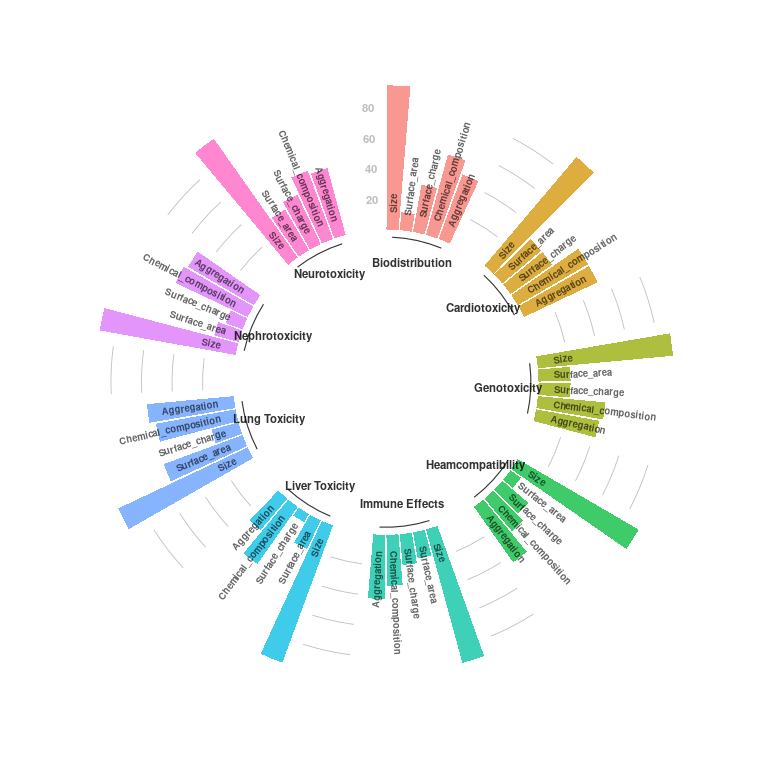 80
60
40
20
Biodistribution
Size
Surface_area
Surface_charge
Chemical_composition
Aggregation
Cardiotoxicity
Size
Surface_area
Surface_charge
Chemical_composition
Aggregation
Genotoxicity
Size
Surface_area
Surface_charge
Chemical_composition
Aggregation
Heamcompatibility
Size
Surface_area
Surface_charge
Chemical_composition
Aggregation
Immune Effects
Size
Surface_area
Surface_charge
Chemical_composition
Aggregation
Liver Toxicity
Size
Surface_area
Surface_charge
Chemical_composition
Aggregation
Lung Toxicity
Size
Surface_area
Surface_charge
Chemical_composition
Aggregation
Nephrotoxicity
Size
Surface_area
Surface_charge
Chemical_composition
Aggregation
Neurotoxicity
Size
Surface_area
Surface_charge
Chemical_composition
Aggregation